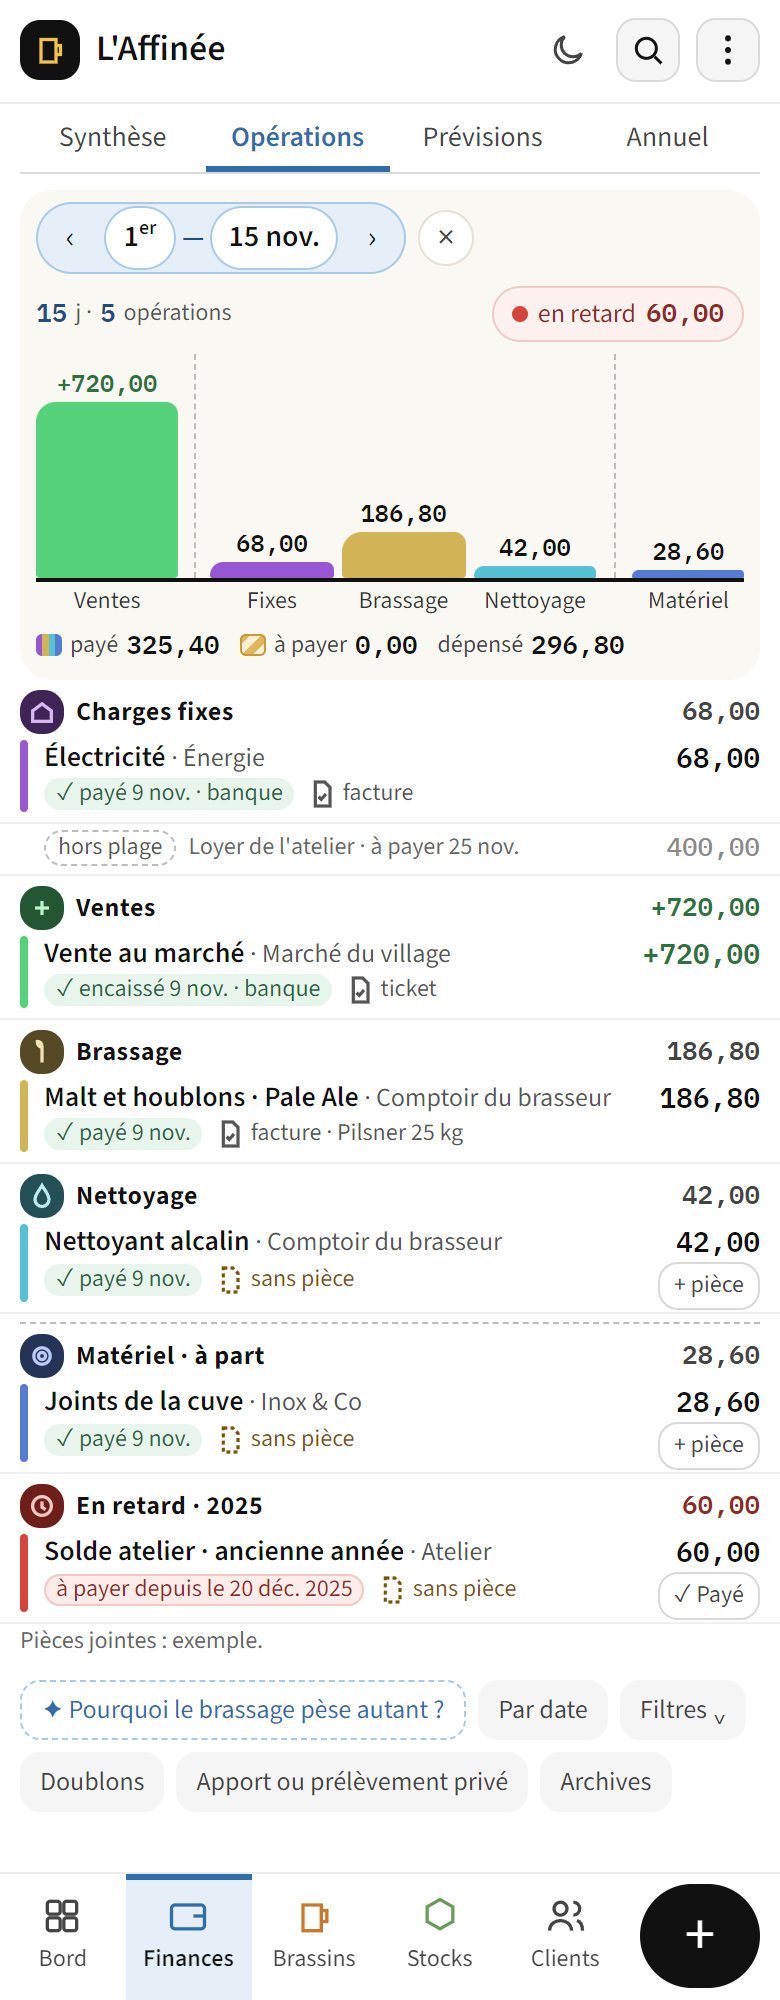 L'Affinée
Synthèse Opérations Prévisions Annuel
‹ 1er — 15 nov. › ×
15 j · 5 opérations en retard 60,00
+720,00
186,80
68,00 42,00 28,60
Ventes Fixes Brassage Nettoyage Matériel
payé 325,40 à payer 0,00 dépensé 296,80
Charges fixes 68,00
Électricité · Énergie 68,00
✓ payé 9 nov. · banque facture
hors plage Loyer de l'atelier · à payer 25 nov. 400,00
Ventes +720,00
Vente au marché · Marché du village +720,00
✓ encaissé 9 nov. · banque ticket
Brassage 186,80
Malt et houblons · Pale Ale · Comptoir du brasseur 186,80
✓ payé 9 nov. facture · Pilsner 25 kg
Nettoyage 42,00
Nettoyant alcalin · Comptoir du brasseur 42,00
✓ payé 9 nov. sans pièce + pièce
Matériel · à part 28,60
Joints de la cuve · Inox & Co 28,60
✓ payé 9 nov. sans pièce + pièce
En retard · 2025 60,00
Solde atelier · ancienne année · Atelier 60,00
à payer depuis le 20 déc. 2025 sans pièce ✓ Payé
Pièces jointes : exemple.
✦ Pourquoi le brassage pèse autant ? Par date Filtres ˅
Doublons Apport ou prélèvement privé Archives
Bord Finances Brassins Stocks Clients +